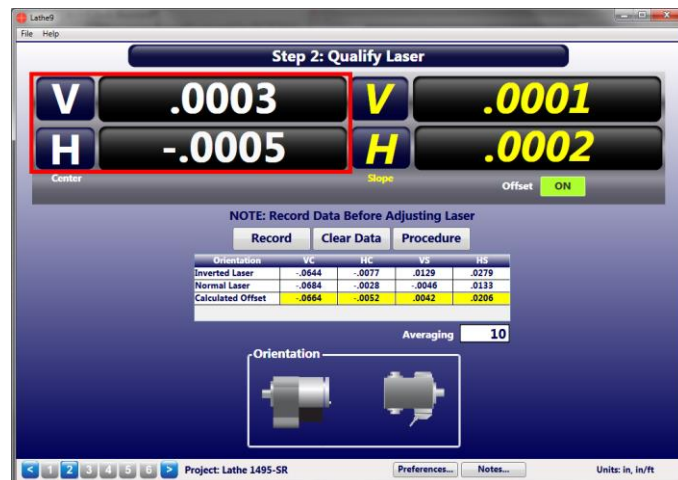 Lathe9
File Help
Step 2: Qualify Laser
V .0003 V .0001
H -.0005 H .0002
Center Slope Offset ON
NOTE: Record Data Before Adjusting Laser
Record Clear Data Procedure
Orientation VC HC VS HS
Inverted Laser -.0644 -.0077 .0129 .0279
Normal Laser -.0684 -.0028 -.0046 .0133
Calculated Offset -.0664 -.0052 .0042 .0206
Averaging 10
Orientation
< 1 2 3 4 5 6 > Project: Lathe 1495-SR Preferences... Notes... Units: in, in/ft